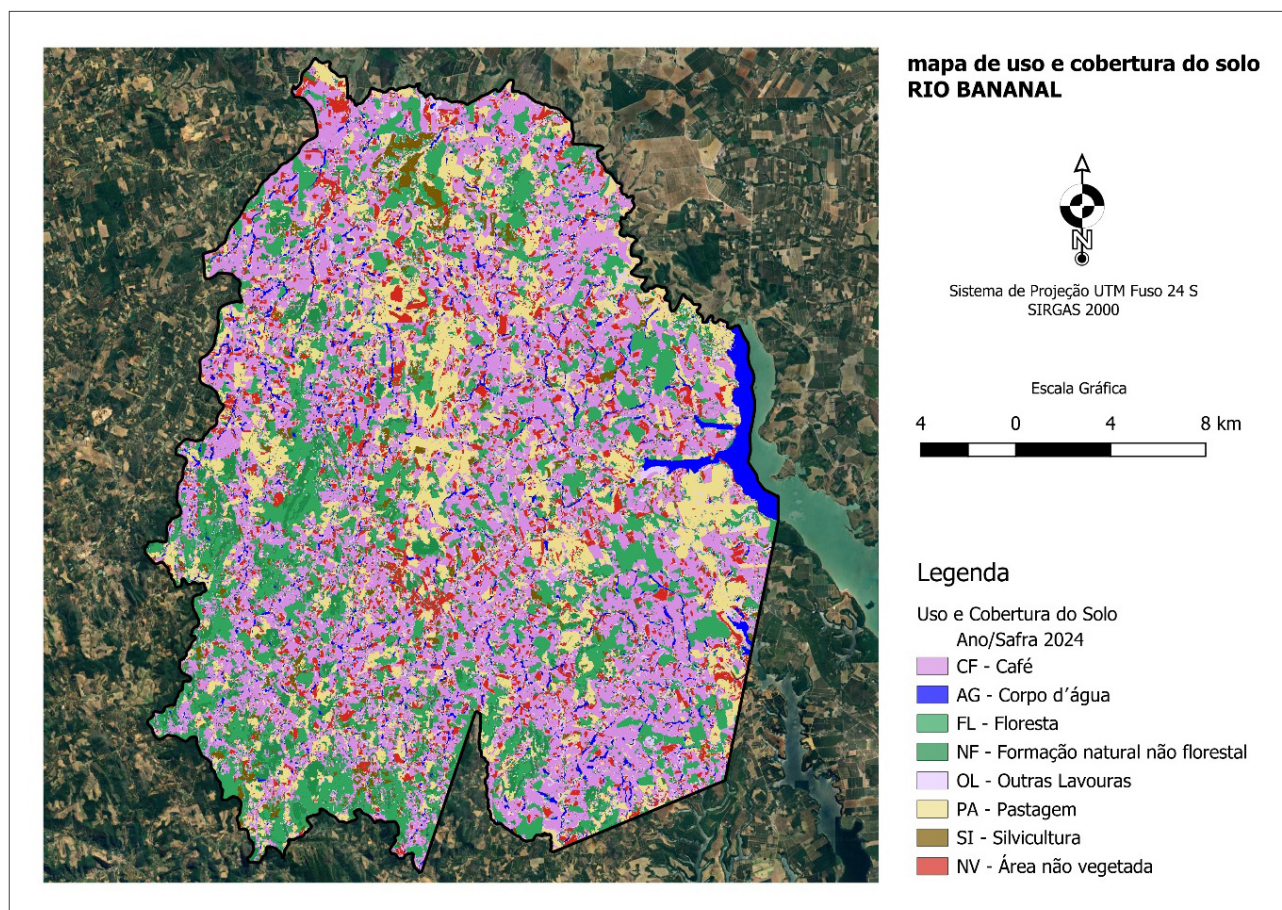 mapa de uso e cobertura do solo
RIO BANANAL
N
Sistema de Projeção UTM Fuso 24 S
SIRGAS 2000
Escala Gráfica
4 0 4 8 km
Legenda
Uso e Cobertura do Solo
Ano/Safra 2024
CF - Café
AG - Corpo d'água
FL - Floresta
NF - Formação natural não florestal
OL - Outras Lavouras
PA - Pastagem
SI - Silvicultura
NV - Área não vegetada